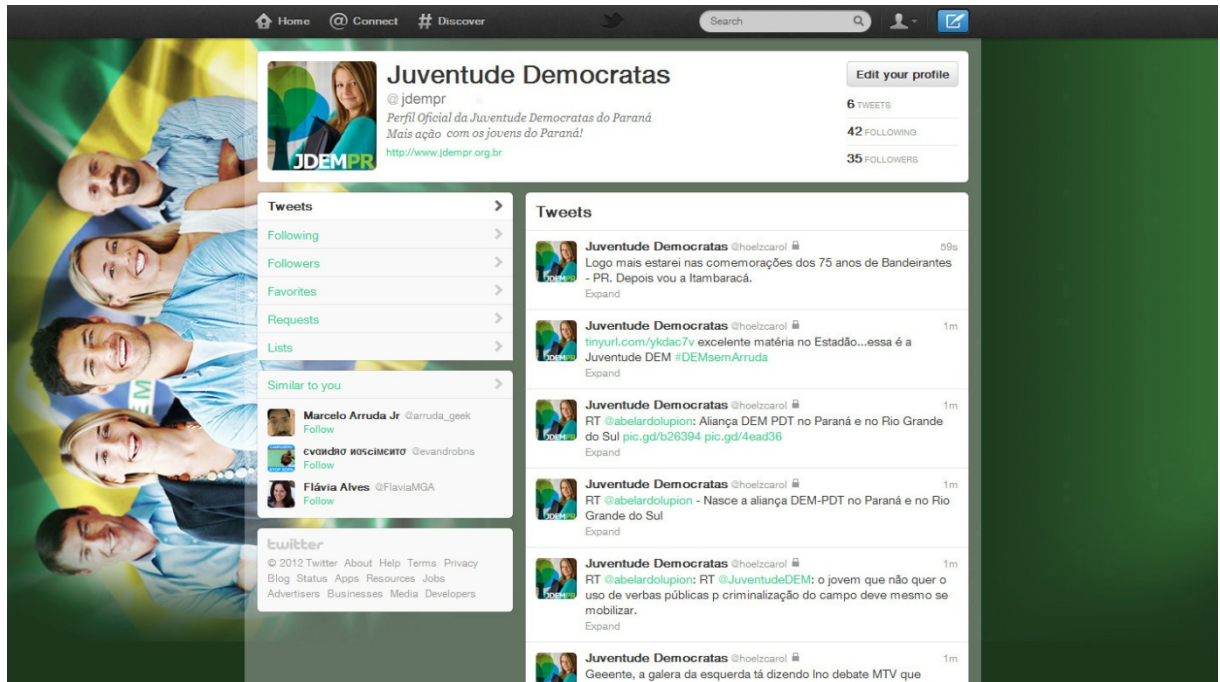 Home @ Connect # Discover
Search
Juventude Democratas
@jdempr
Perfil Oficial da Juventude Democratas do Paraná
Mais ação com os jovens do Paraná!
http://www.jdempr.org.br
JDEMPR
Edit your profile
6 TWEETS
42 FOLLOWING
35 FOLLOWERS
Tweets
Following
Followers
Favorites
Requests
Lists
Similar to you
Marcelo Arruda Jr @arruda_geek
Follow
@evandrobns
Follow
Flávia Alves @FlaviaMGA
Follow
twitter
© 2012 Twitter About Help Terms Privacy
Blog Status Apps Resources Jobs
Advertisers Businesses Media Developers
Tweets
Juventude Democratas @hoelzcarol 59s
Logo mais estarei nas comemorações dos 75 anos de Bandeirantes
- PR. Depois vou a Itambaracá.
Expand
Juventude Democratas @hoelzcarol 1m
tinyurl.com/ykdac7v excelente matéria no Estadão...essa é a
Juventude DEM #DEMsemArruda
Expand
Juventude Democratas @hoelzcarol 1m
RT @abelardolupion: Aliança DEM PDT no Paraná e no Rio Grande
do Sul pic.gd/b26394 pic.gd/4ead36
Expand
Juventude Democratas @hoelzcarol 1m
RT @abelardolupion - Nasce a aliança DEM-PDT no Paraná e no Rio
Grande do Sul
Expand
Juventude Democratas @hoelzcarol 1m
RT @abelardolupion: RT @JuventudeDEM: o jovem que não quer o
uso de verbas públicas p criminalização do campo deve mesmo se
mobilizar.
Expand
Juventude Democratas @hoelzcarol 1m
Geeente, a galera da esquerda tá dizendo lno debate MTV que